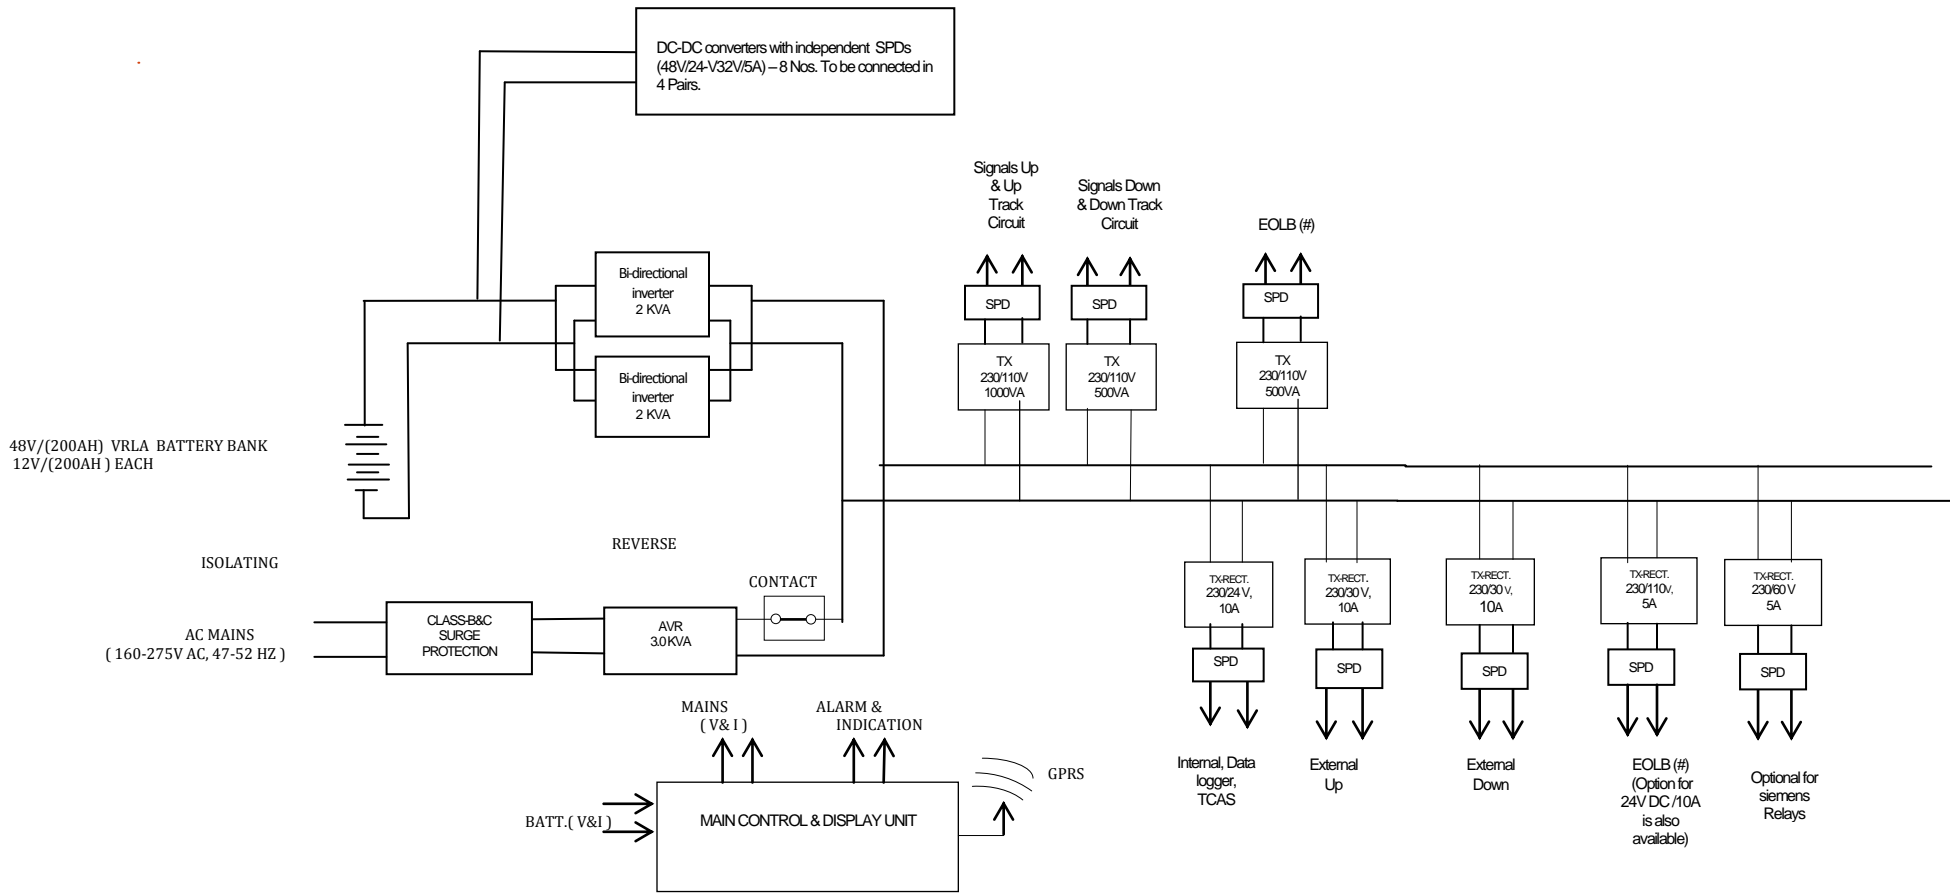 DC-DC converters with independent SPDs
(48V/24-V32V/5A) – 8 Nos. To be connected in
4 Pairs.
Signals Up
& Up
Track
Circuit
Signals Down
& Down Track
Circuit
EOLB (#)
SPD
SPD
SPD
TX
230/110V
1000VA
TX
230/110V
500VA
TX
230/110V
500VA
Bi-directional
inverter
2 KVA
Bi-directional
inverter
2 KVA
48V/(200AH) VRLA BATTERY BANK
12V/(200AH ) EACH
ISOLATING
REVERSE
CONTACT
AC MAINS
( 160-275V AC, 47-52 HZ )
CLASS-B&C
SURGE
PROTECTION
AVR
3.0KVA
TX-RECT.
230/24 V,
10A
TX-RECT.
230/30 V,
10A
TX-RECT.
230/30 v,
10A
TX-RECT.
230/110v,
5A
TX-RECT.
230/60 V
5A
SPD
SPD
SPD
SPD
SPD
Internal, Data
logger,
TCAS
External
Up
External
Down
EOLB (#)
(Option for
24V DC /10A
is also
available)
Optional for
siemens
Relays
MAINS
( V& I )
ALARM &
INDICATION
GPRS
BATT.( V&I )
MAIN CONTROL & DISPLAY UNIT